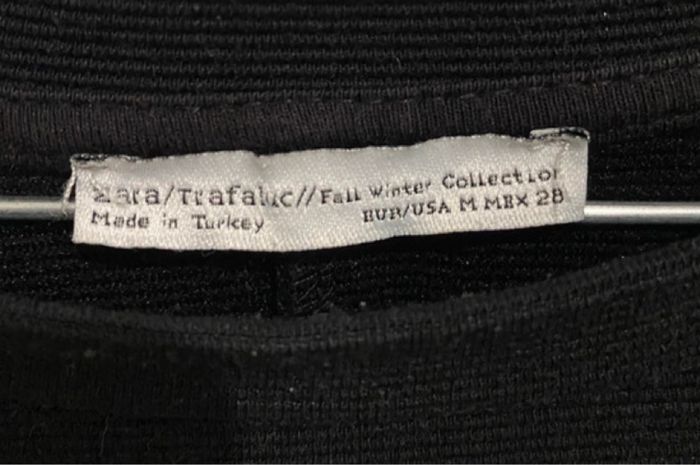 Zara/Trafaluc//Fall Winter Collection
Made in Turkey EUR/USA M MEX 28